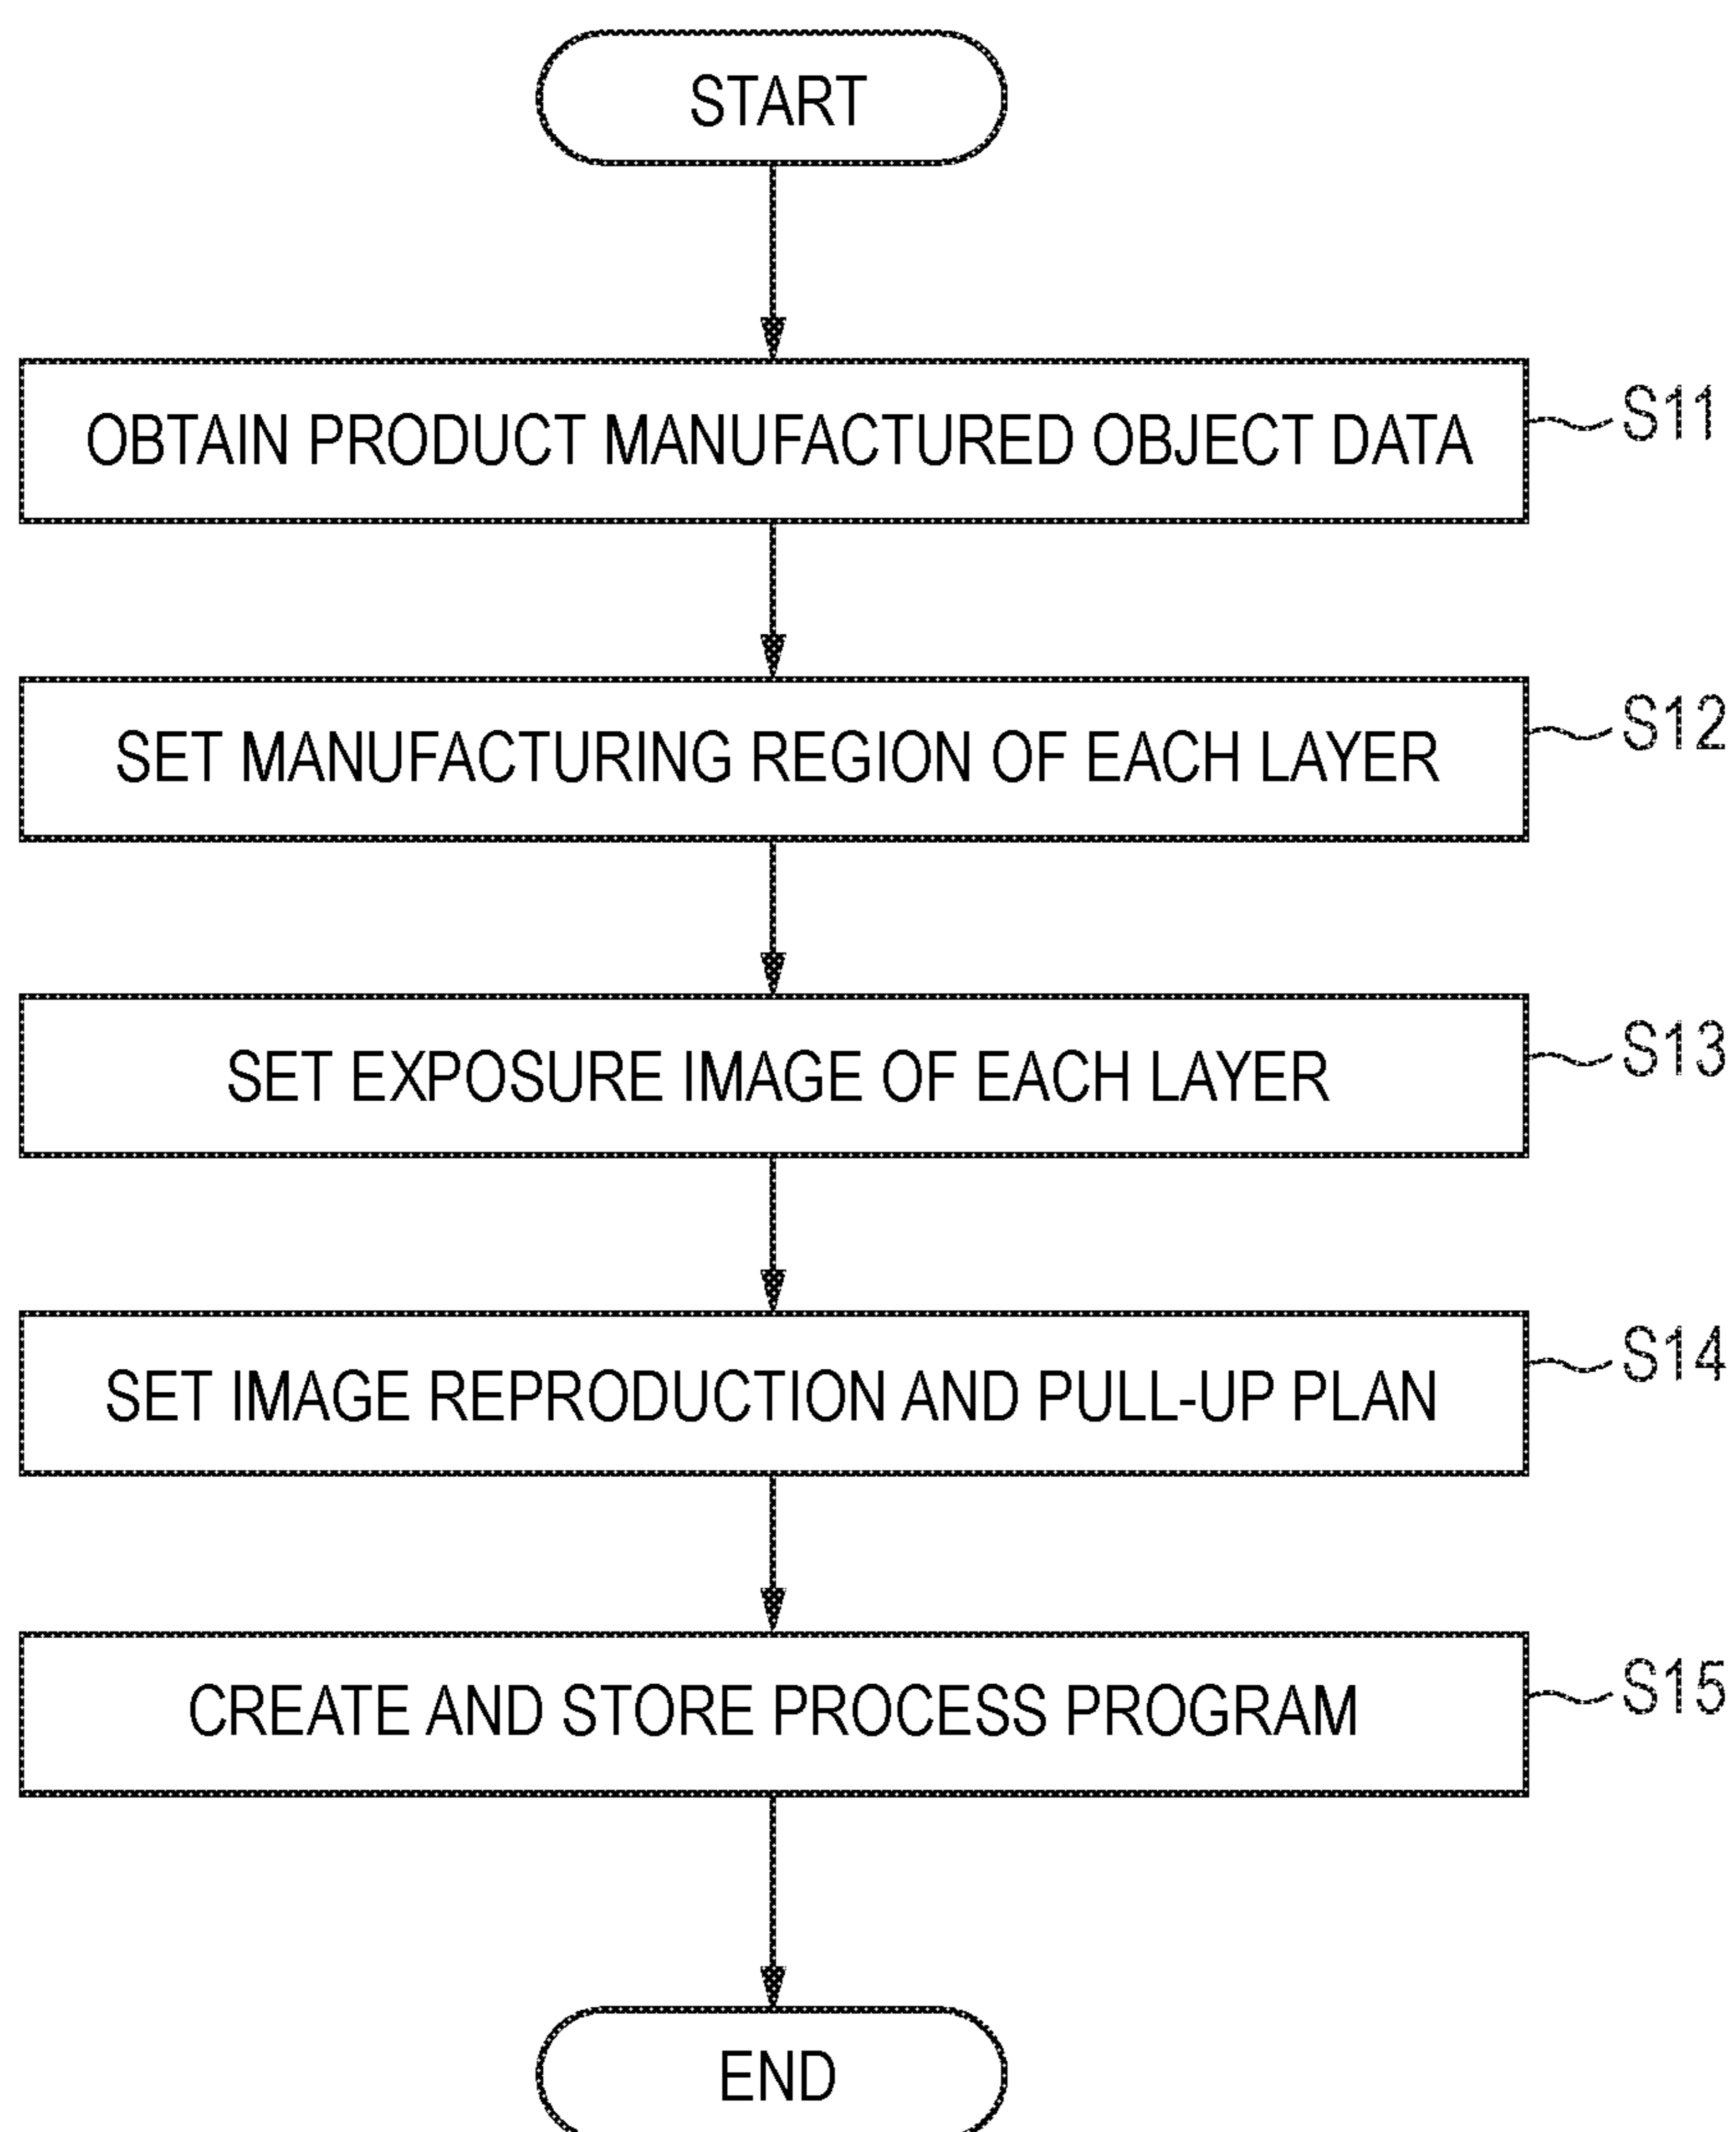 START
OBTAIN PRODUCT MANUFACTURED OBJECT DATA
S11
SET MANUFACTURING REGION OF EACH LAYER
S12
SET EXPOSURE IMAGE OF EACH LAYER
S13
SET IMAGE REPRODUCTION AND PULL-UP PLAN
S14
CREATE AND STORE PROCESS PROGRAM
S15
END